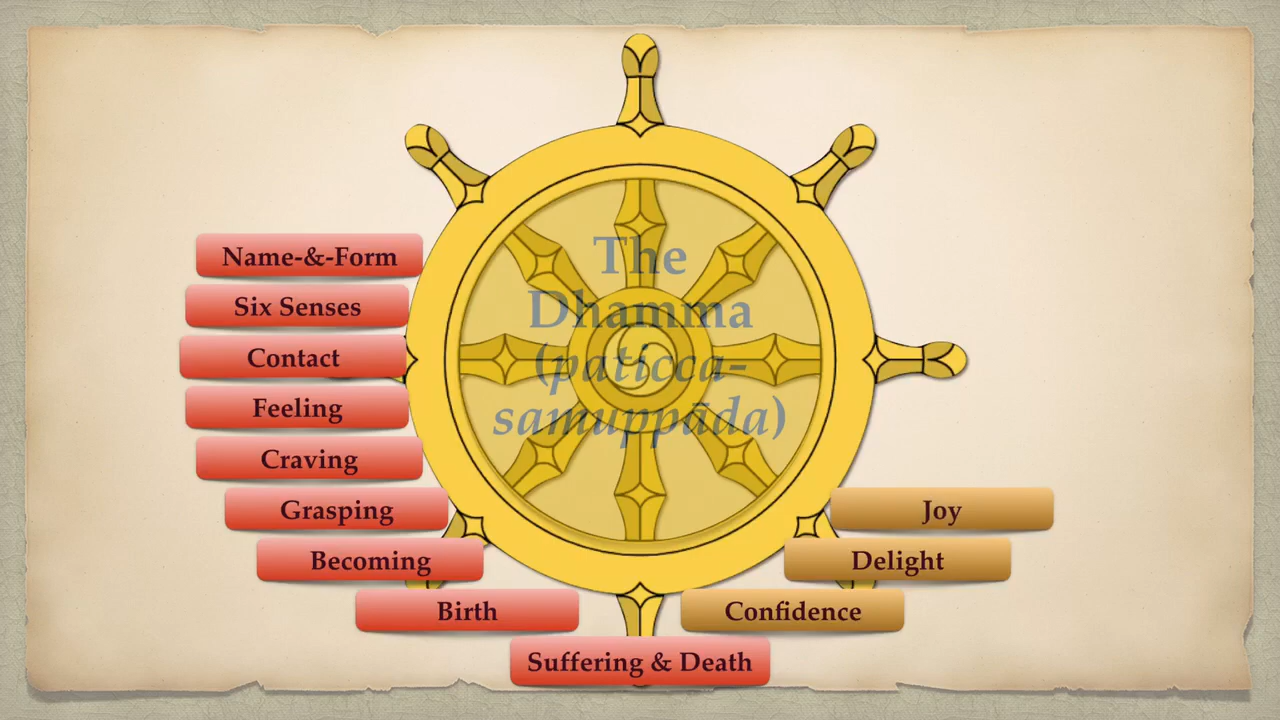 The
Dhamma
(paticca-
samuppāda)
Name-&-Form
Six Senses
Contact
Feeling
Craving
Grasping
Becoming
Birth
Suffering & Death
Confidence
Delight
Joy